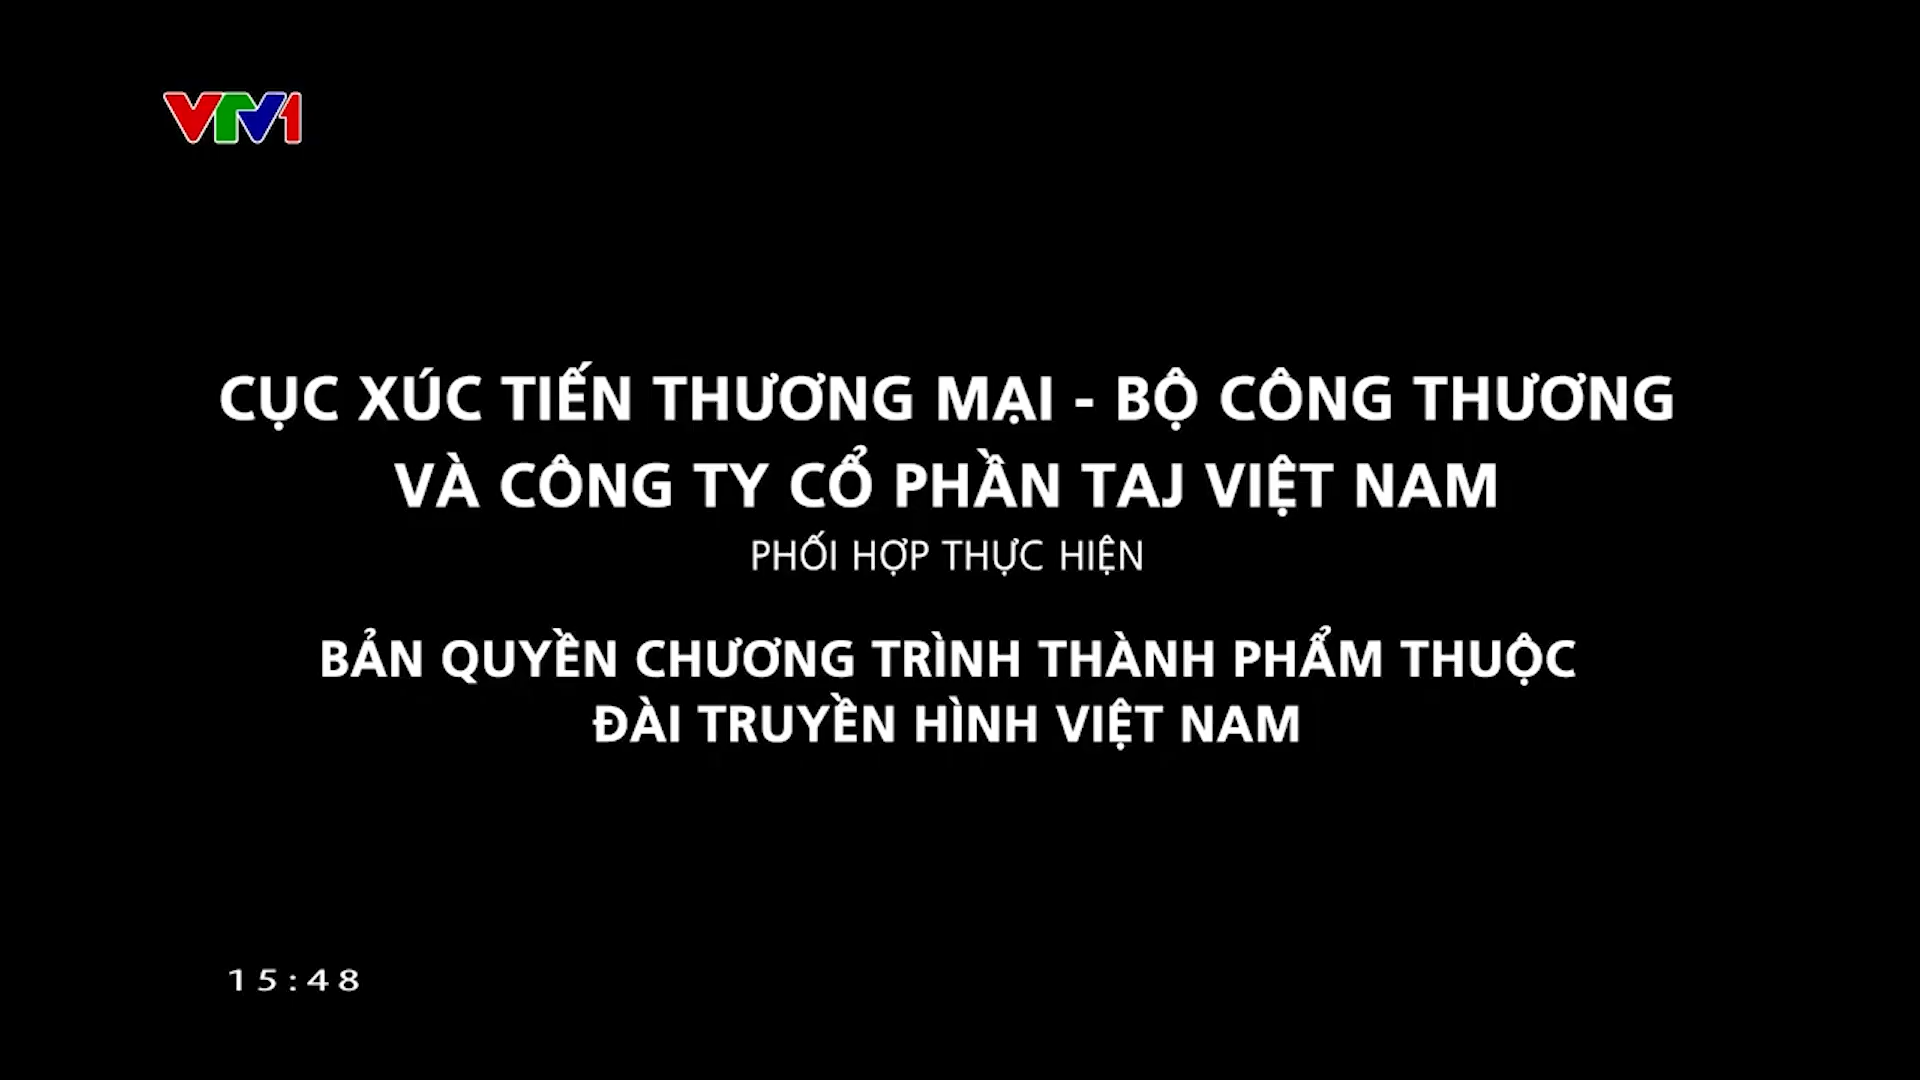 VTV1
CỤC XÚC TIẾN THƯƠNG MẠI - BỘ CÔNG THƯƠNG
VÀ CÔNG TY CỔ PHẦN TAJ VIỆT NAM
PHỐI HỢP THỰC HIỆN
BẢN QUYỀN CHƯƠNG TRÌNH THÀNH PHẨM THUỘC
ĐÀI TRUYỀN HÌNH VIỆT NAM
15:48